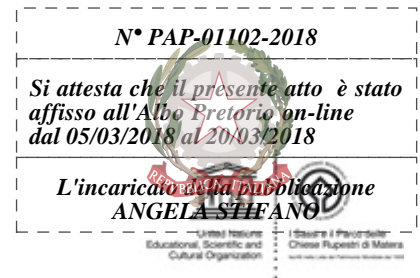 N° PAP-01102-2018
Si attesta che il presente atto è stato
affisso all'Albo Pretorio on-line
dal 05/03/2018 al 20/03/2018
L'incaricato della pubblicazione
ANGELA STIFANO
REPVBBLICA ITALIANA
United Nations
Educational, Scientific and
Cultural Organization
I Sassi e il Parco delle
Chiese Rupestri di Matera